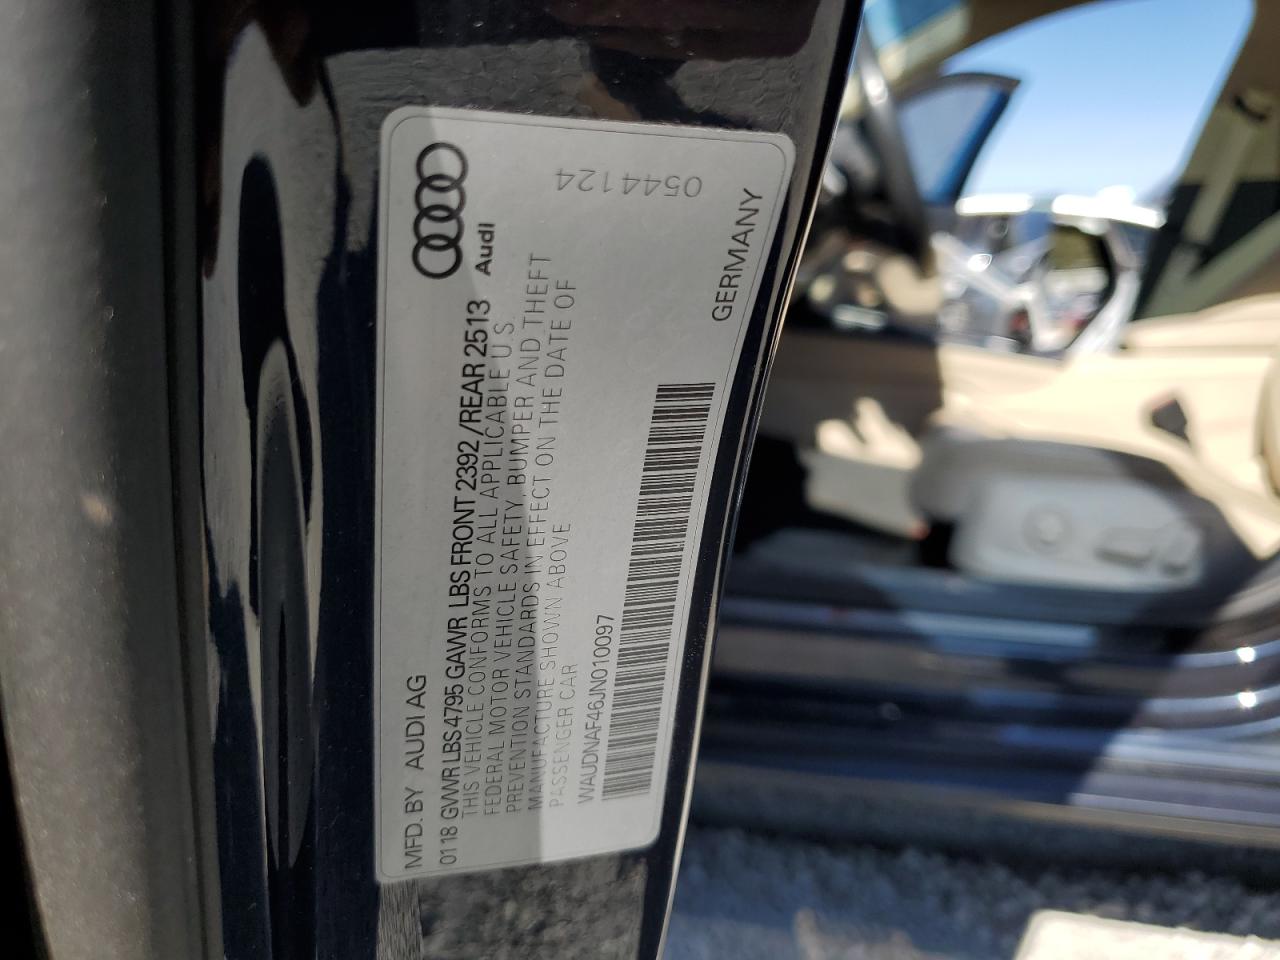 MFD. BY AUDI AG
0118 GVWR LBS 4795 GAWR LBS FRONT 2392 /REAR 2513
THIS VEHICLE CONFORMS TO ALL APPLICABLE U.S.
FEDERAL MOTOR VEHICLE SAFETY, BUMPER AND THEFT
PREVENTION STANDARDS IN EFFECT ON THE DATE OF
MANUFACTURE SHOWN ABOVE
PASSENGER CAR
WAUDNAF46JN010097
Audi
0544124
GERMANY